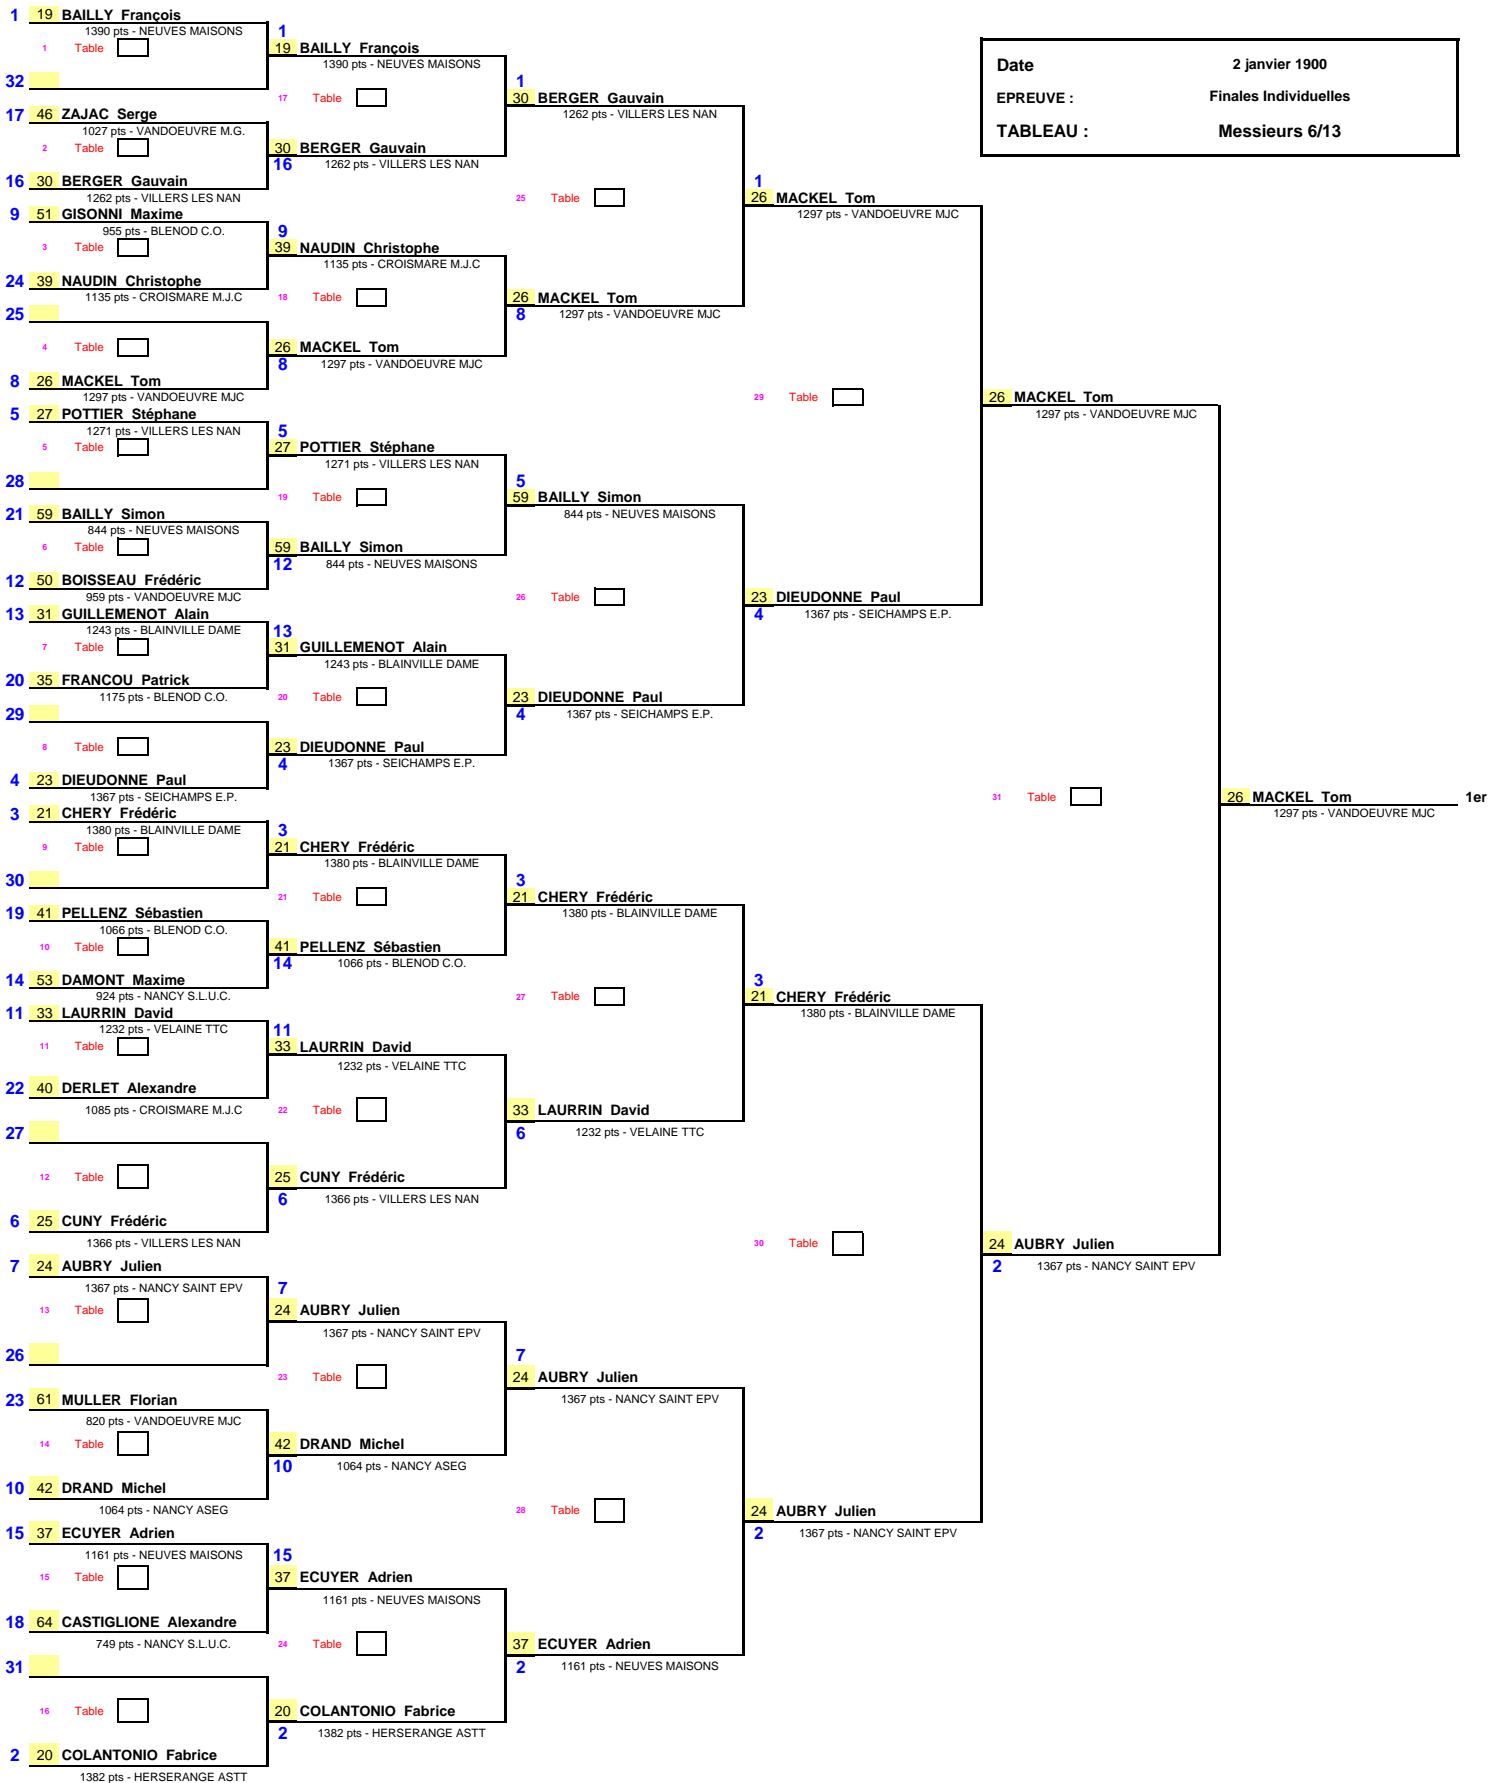 Date 2 janvier 1900
EPREUVE : Finales Individuelles
TABLEAU : Messieurs 6/13
1 19 BAILLY François
1390 pts - NEUVES MAISONS
1 Table
32
17 46 ZAJAC Serge
1027 pts - VANDOEUVRE M.G.
2 Table
16 30 BERGER Gauvain
1262 pts - VILLERS LES NAN
9 51 GISONNI Maxime
955 pts - BLENOD C.O.
3 Table
24 39 NAUDIN Christophe
1135 pts - CROISMARE M.J.C
25
4 Table
8 26 MACKEL Tom
1297 pts - VANDOEUVRE MJC
5 27 POTTIER Stéphane
1271 pts - VILLERS LES NAN
5 Table
28
21 59 BAILLY Simon
844 pts - NEUVES MAISONS
6 Table
12 50 BOISSEAU Frédéric
959 pts - VANDOEUVRE MJC
13 31 GUILLEMENOT Alain
1243 pts - BLAINVILLE DAME
7 Table
20 35 FRANCOU Patrick
1175 pts - BLENOD C.O.
29
8 Table
4 23 DIEUDONNE Paul
1367 pts - SEICHAMPS E.P.
3 21 CHERY Frédéric
1380 pts - BLAINVILLE DAME
9 Table
30
19 41 PELLENZ Sébastien
1066 pts - BLENOD C.O.
10 Table
14 53 DAMONT Maxime
924 pts - NANCY S.L.U.C.
11 33 LAURRIN David
1232 pts - VELAINE TTC
11 Table
22 40 DERLET Alexandre
1085 pts - CROISMARE M.J.C
27
12 Table
6 25 CUNY Frédéric
1366 pts - VILLERS LES NAN
7 24 AUBRY Julien
1367 pts - NANCY SAINT EPV
13 Table
26
23 61 MULLER Florian
820 pts - VANDOEUVRE MJC
14 Table
10 42 DRAND Michel
1064 pts - NANCY ASEG
15 37 ECUYER Adrien
1161 pts - NEUVES MAISONS
15 Table
18 64 CASTIGLIONE Alexandre
749 pts - NANCY S.L.U.C.
31
16 Table
2 20 COLANTONIO Fabrice
1382 pts - HERSERANGE ASTT
1
19 BAILLY François
1390 pts - NEUVES MAISONS
17 Table
30 BERGER Gauvain
16 1262 pts - VILLERS LES NAN
9
39 NAUDIN Christophe
1135 pts - CROISMARE M.J.C
18 Table
26 MACKEL Tom
8 1297 pts - VANDOEUVRE MJC
5
27 POTTIER Stéphane
1271 pts - VILLERS LES NAN
19 Table
59 BAILLY Simon
12 844 pts - NEUVES MAISONS
13
31 GUILLEMENOT Alain
1243 pts - BLAINVILLE DAME
20 Table
23 DIEUDONNE Paul
4 1367 pts - SEICHAMPS E.P.
3
21 CHERY Frédéric
1380 pts - BLAINVILLE DAME
21 Table
41 PELLENZ Sébastien
14 1066 pts - BLENOD C.O.
11
33 LAURRIN David
1232 pts - VELAINE TTC
22 Table
25 CUNY Frédéric
6 1366 pts - VILLERS LES NAN
7
24 AUBRY Julien
1367 pts - NANCY SAINT EPV
23 Table
42 DRAND Michel
10 1064 pts - NANCY ASEG
15
37 ECUYER Adrien
1161 pts - NEUVES MAISONS
24 Table
20 COLANTONIO Fabrice
2 1382 pts - HERSERANGE ASTT
1
30 BERGER Gauvain
1262 pts - VILLERS LES NAN
25 Table
26 MACKEL Tom
8 1297 pts - VANDOEUVRE MJC
5
59 BAILLY Simon
844 pts - NEUVES MAISONS
26 Table
23 DIEUDONNE Paul
4 1367 pts - SEICHAMPS E.P.
3
21 CHERY Frédéric
1380 pts - BLAINVILLE DAME
27 Table
33 LAURRIN David
6 1232 pts - VELAINE TTC
7
24 AUBRY Julien
1367 pts - NANCY SAINT EPV
28 Table
37 ECUYER Adrien
2 1161 pts - NEUVES MAISONS
1
26 MACKEL Tom
1297 pts - VANDOEUVRE MJC
29 Table
23 DIEUDONNE Paul
4 1367 pts - SEICHAMPS E.P.
3
21 CHERY Frédéric
1380 pts - BLAINVILLE DAME
30 Table
24 AUBRY Julien
2 1367 pts - NANCY SAINT EPV
26 MACKEL Tom
1297 pts - VANDOEUVRE MJC
31 Table
24 AUBRY Julien
2 1367 pts - NANCY SAINT EPV
26 MACKEL Tom 1er
1297 pts - VANDOEUVRE MJC